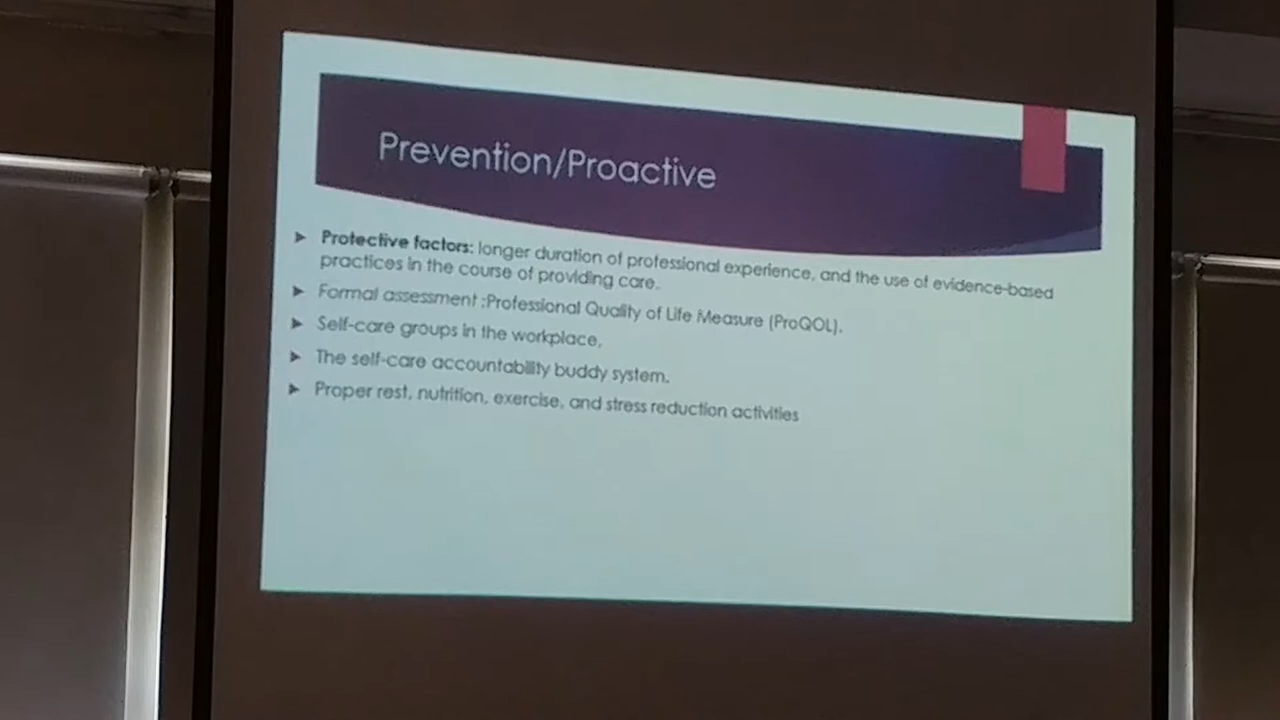 Prevention/Proactive
Protective factors: longer duration of professional experience, and the use of evidence-based
practices in the course of providing care.
Formal assessment :Professional Quality of Life Measure (ProQOL).
Self-care groups in the workplace,
The self-care accountability buddy system.
Proper rest, nutrition, exercise, and stress reduction activities